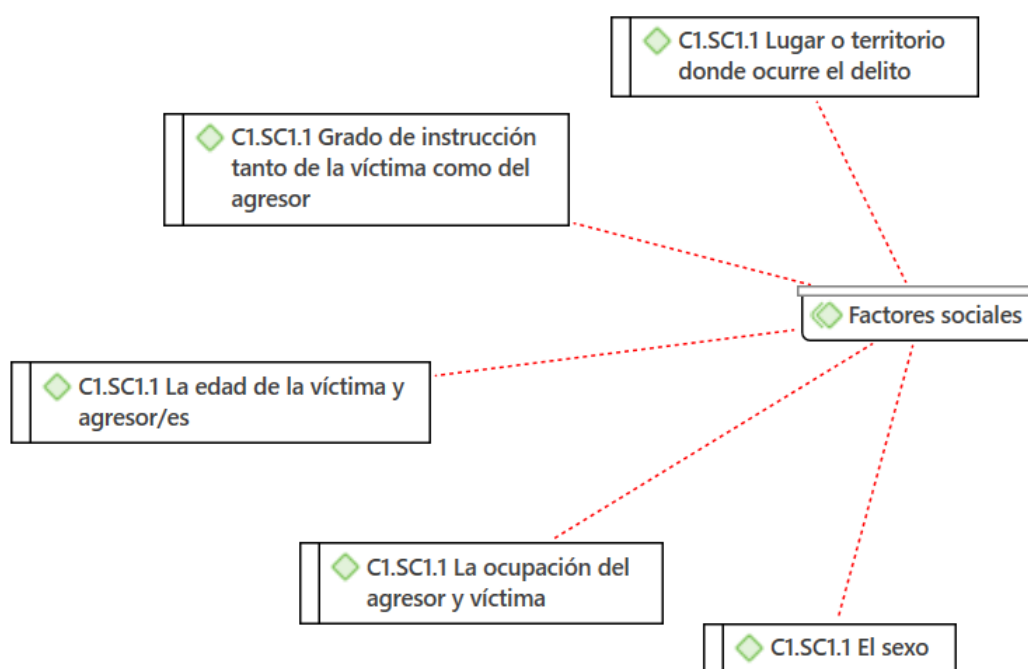 C1.SC1.1 Lugar o territorio
donde ocurre el delito
C1.SC1.1 Grado de instrucción
tanto de la víctima como del
agresor
Factores sociales
C1.SC1.1 La edad de la víctima y
agresor/es
C1.SC1.1 La ocupación del
agresor y víctima
C1.SC1.1 El sexo